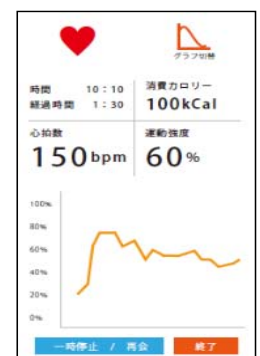 グラフ切替
時間 10：10
経過時間 1：30
消費カロリー
100kCal
心拍数
150bpm
運動強度
60%
100%
80%
60%
40%
20%
0%
一時停止 / 再会
終了